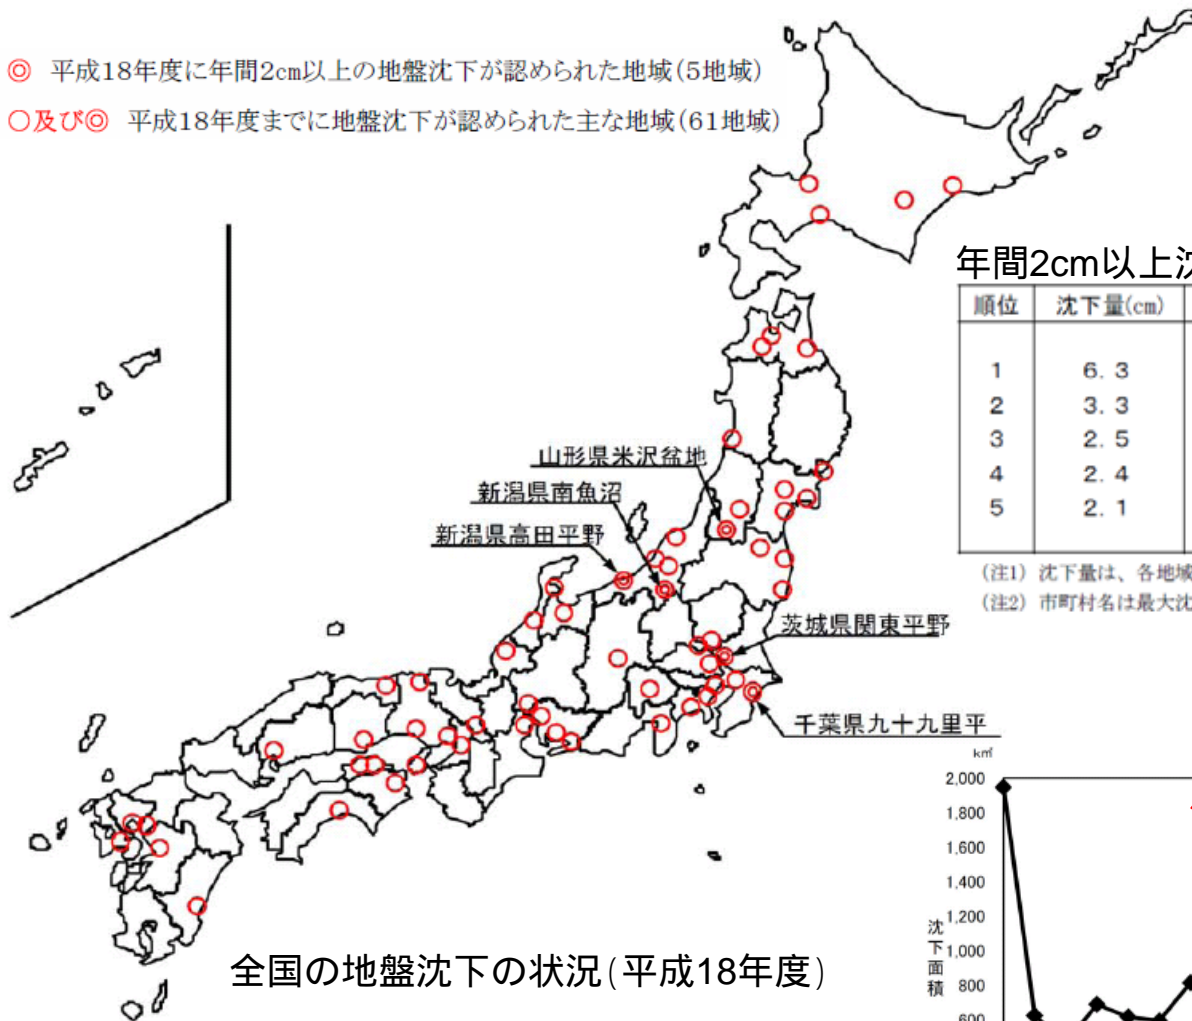 ◎ 平成18年度に年間2cm以上の地盤沈下が認められた地域(5地域)
○及び◎ 平成18年度までに地盤沈下が認められた主な地域(61地域)
年間2cm以上沈
順位 沈下量(cm)
1 6.3
2 3.3
3 2.5
4 2.4
5 2.1
(注1) 沈下量は、各地域
(注2) 市町村名は最大沈
山形県米沢盆地
新潟県南魚沼
新潟県高田平野
茨城県関東平野
千葉県九十九里平
km²
2,000
1,800
1,600
1,400
1,200
1,000
800
600
沈下面積
全国の地盤沈下の状況(平成18年度)